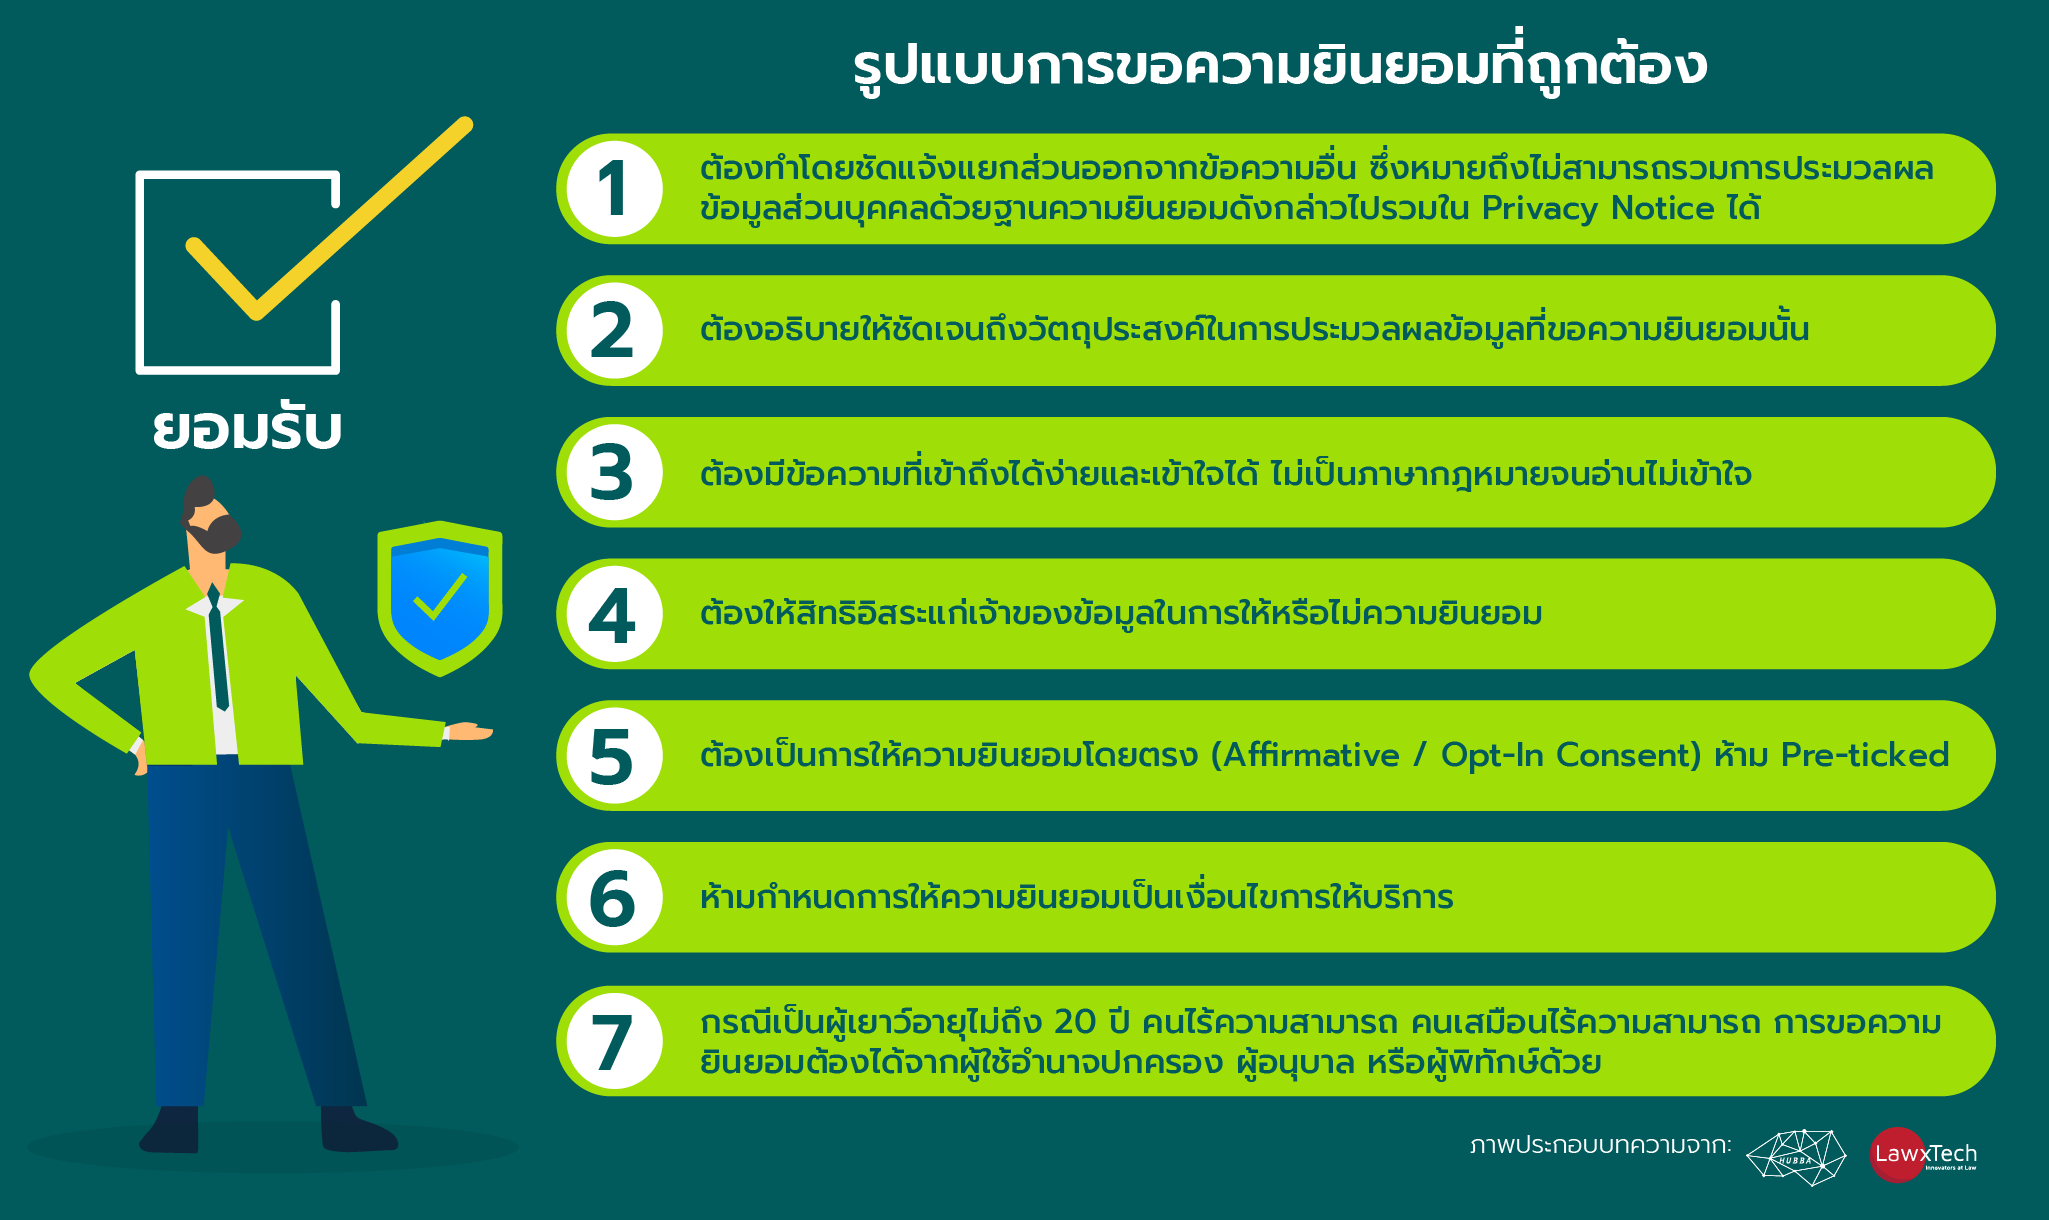 รูปแบบการขอความยินยอมที่ถูกต้อง
ยอมรับ
1
ต้องทำโดยชัดแจ้งแยกส่วนออกจากข้อความอื่น ซึ่งหมายถึงไม่สามารถรวมการประมวลผล
ข้อมูลส่วนบุคคลด้วยฐานความยินยอมดังกล่าวไปรวมใน Privacy Notice ได้
2
ต้องอธิบายให้ชัดเจนถึงวัตถุประสงค์ในการประมวลผลข้อมูลที่ขอความยินยอมนั้น
3
ต้องมีข้อความที่เข้าถึงได้ง่ายและเข้าใจได้ ไม่เป็นภาษากฎหมายจนอ่านไม่เข้าใจ
4
ต้องให้สิทธิอิสระแก่เจ้าของข้อมูลในการให้หรือไม่ความยินยอม
5
ต้องเป็นการให้ความยินยอมโดยตรง (Affirmative / Opt-In Consent) ห้าม Pre-ticked
6
ห้ามกำหนดการให้ความยินยอมเป็นเงื่อนไขการให้บริการ
7
กรณีเป็นผู้เยาว์อายุไม่ถึง 20 ปี คนไร้ความสามารถ คนเสมือนไร้ความสามารถ การขอความ
ยินยอมต้องได้จากผู้ใช้อำนาจปกครอง ผู้อนุบาล หรือผู้พิทักษ์ด้วย
ภาพประกอบบทความจาก:
HUBBA
LawxTech
Innovators at Law